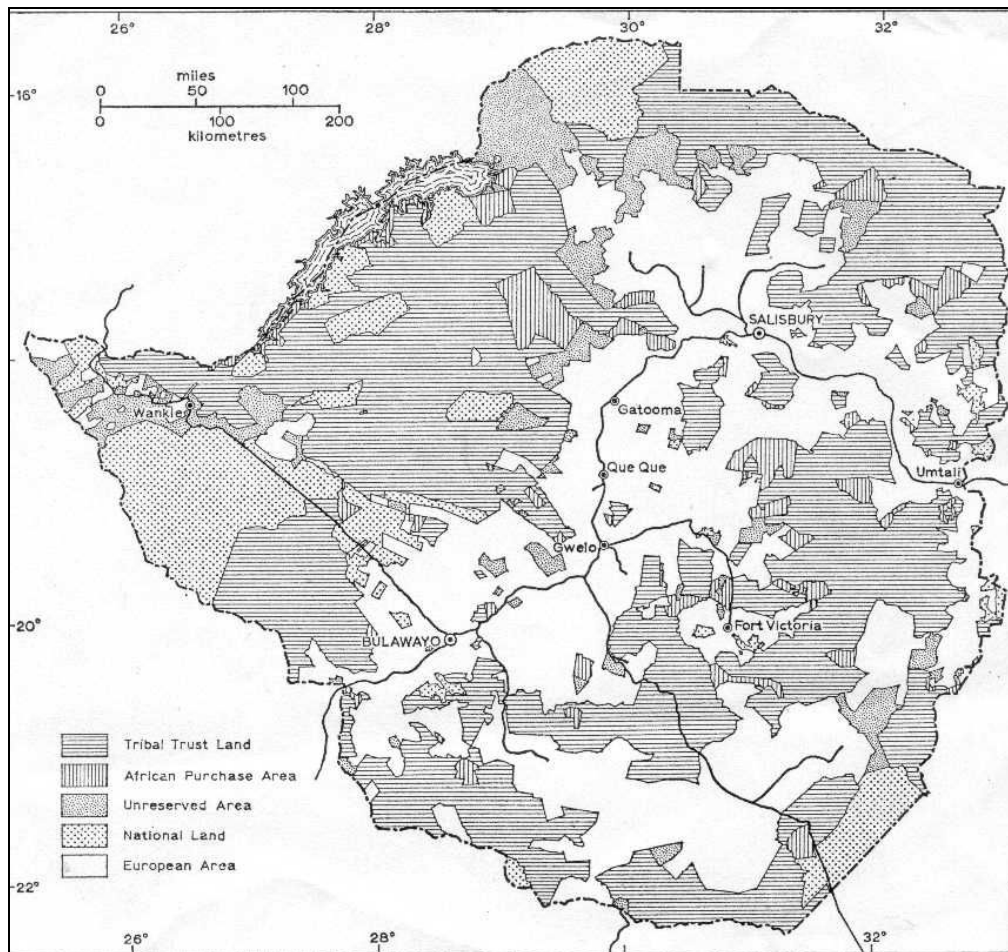 26°
28°
30°
32°
miles
0 50 100
0 100 200
kilometres
16°
SALISBURY
Wankie
Gatooma
Que Que
Umtali
Gwelo
20°
Fort Victoria
BULAWAYO
Tribal Trust Land
African Purchase Area
Unreserved Area
National Land
European Area
22°
26°
28°
32°